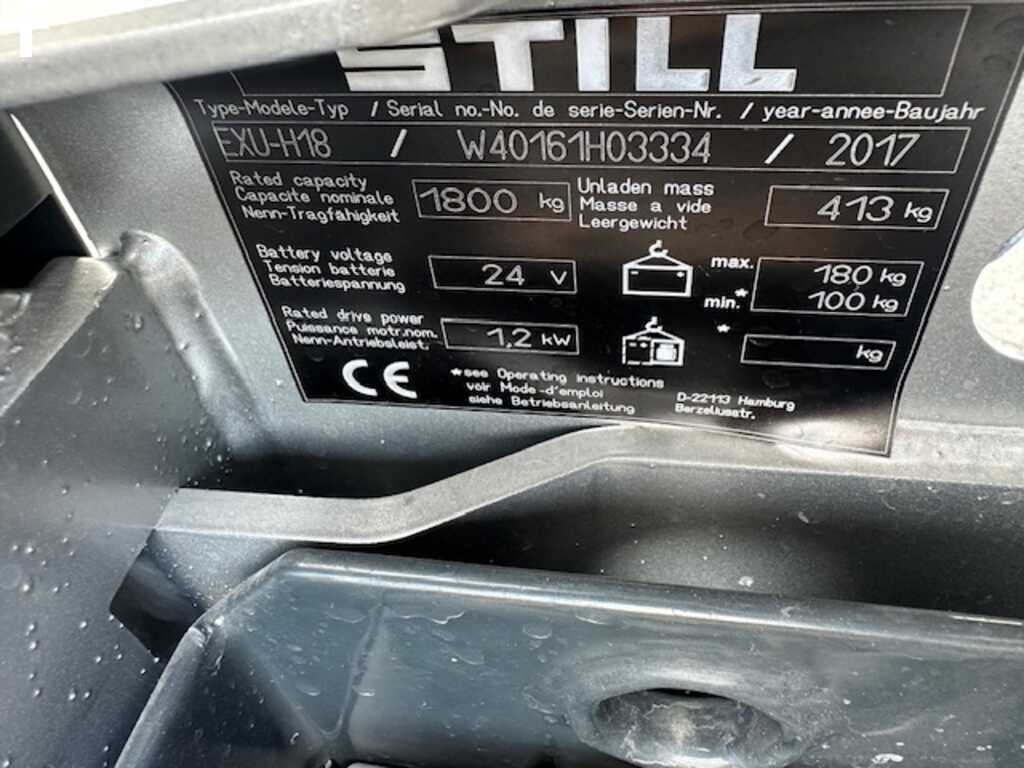 STILL
Type-Modele-Typ / Serial no.-No. de serie-Serien-Nr. / year-annee-Baujahr
EXU-H18 / W40161H03334 / 2017
Rated capacity
Capacite nominale
Nenn-Tragfähigkeit
1800 kg
Unladen mass
Masse a vide
Leergewicht
413 kg
Battery voltage
Tension batterie
Batteriespannung
24 V
max. 180 kg
min.* 100 kg
Rated drive power
Puissance motr.nom.
Nenn-Antriebsleist.
1,2 kW
* kg
CE
*see Operating instructions
voir Mode-d'emploi
siehe Betriebsanleitung
D-22113 Hamburg
Berzeliusstr.